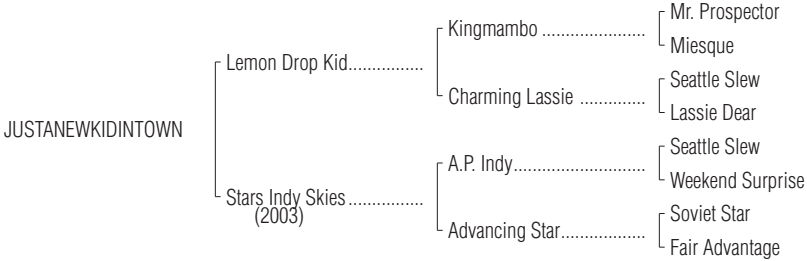 Mr. Prospector
Kingmambo ......................
Miesque
Lemon Drop Kid................
Seattle Slew
Charming Lassie ..............
Lassie Dear
JUSTANEWKIDINTOWN
Seattle Slew
A.P. Indy............................
Weekend Surprise
Stars Indy Skies ................
(2003)
Soviet Star
Advancing Star..................
Fair Advantage